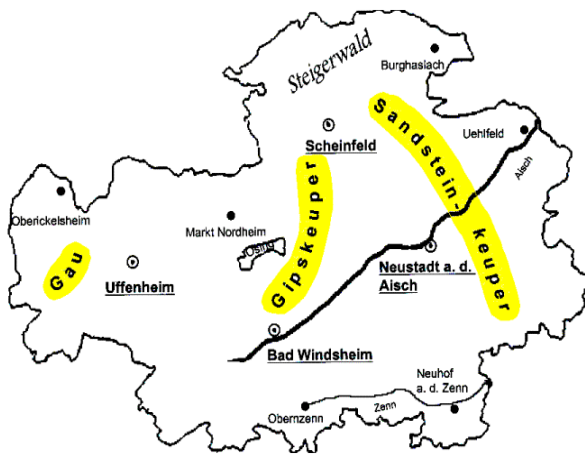 Steigerwald
Burghaslach
Scheinfeld
Sandstein-
keuper
Uehlfeld
Aisch
Oberickelsheim
Markt Nordheim
Osing
Gipskeuper
Gau
Uffenheim
Neustadt a. d.
Aisch
Bad Windsheim
Neuhof
a. d. Zenn
Obernzenn
Zenn